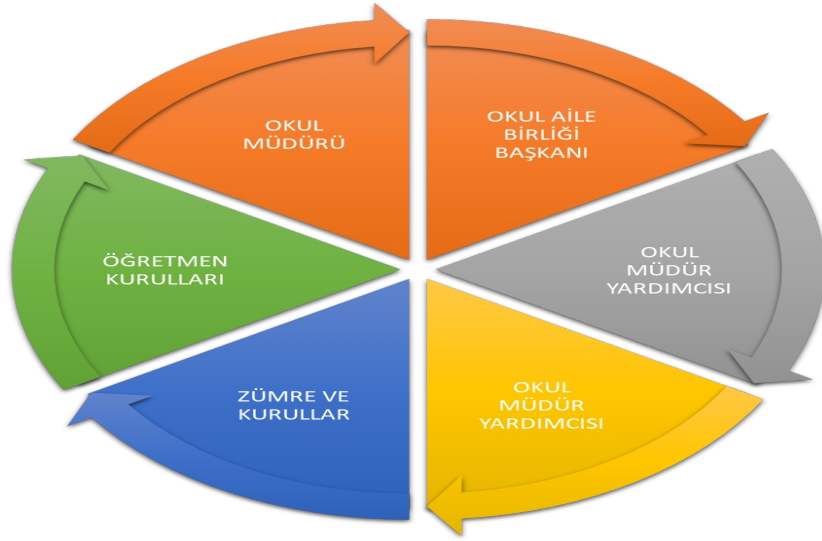 OKUL
MÜDÜRÜ
OKUL AİLE
BİRLİĞİ
BAŞKANI
OKUL
MÜDÜR
YARDIMCISI
OKUL
MÜDÜR
YARDIMCISI
ZÜMRE VE
KURULLAR
ÖĞRETMEN
KURULLARI